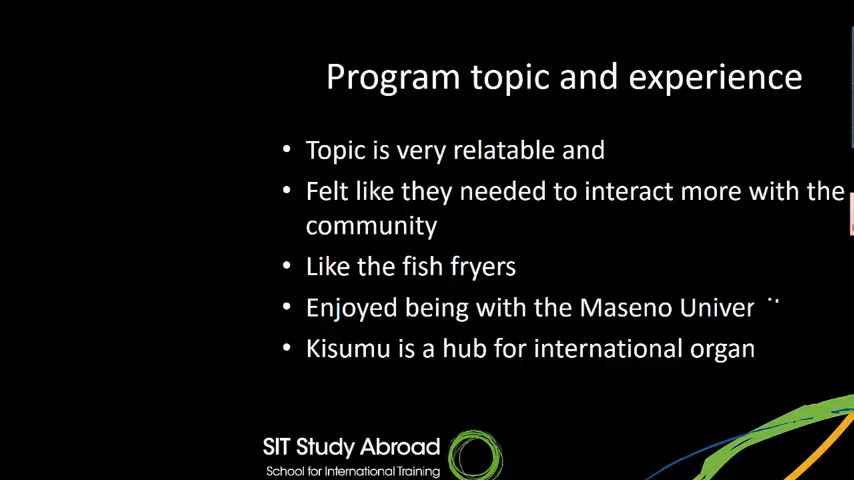 Program topic and experience
• Topic is very relatable and
• Felt like they needed to interact more with the
community
• Like the fish fryers
• Enjoyed being with the Maseno Univer
• Kisumu is a hub for international organ
SIT Study Abroad
School for International Training